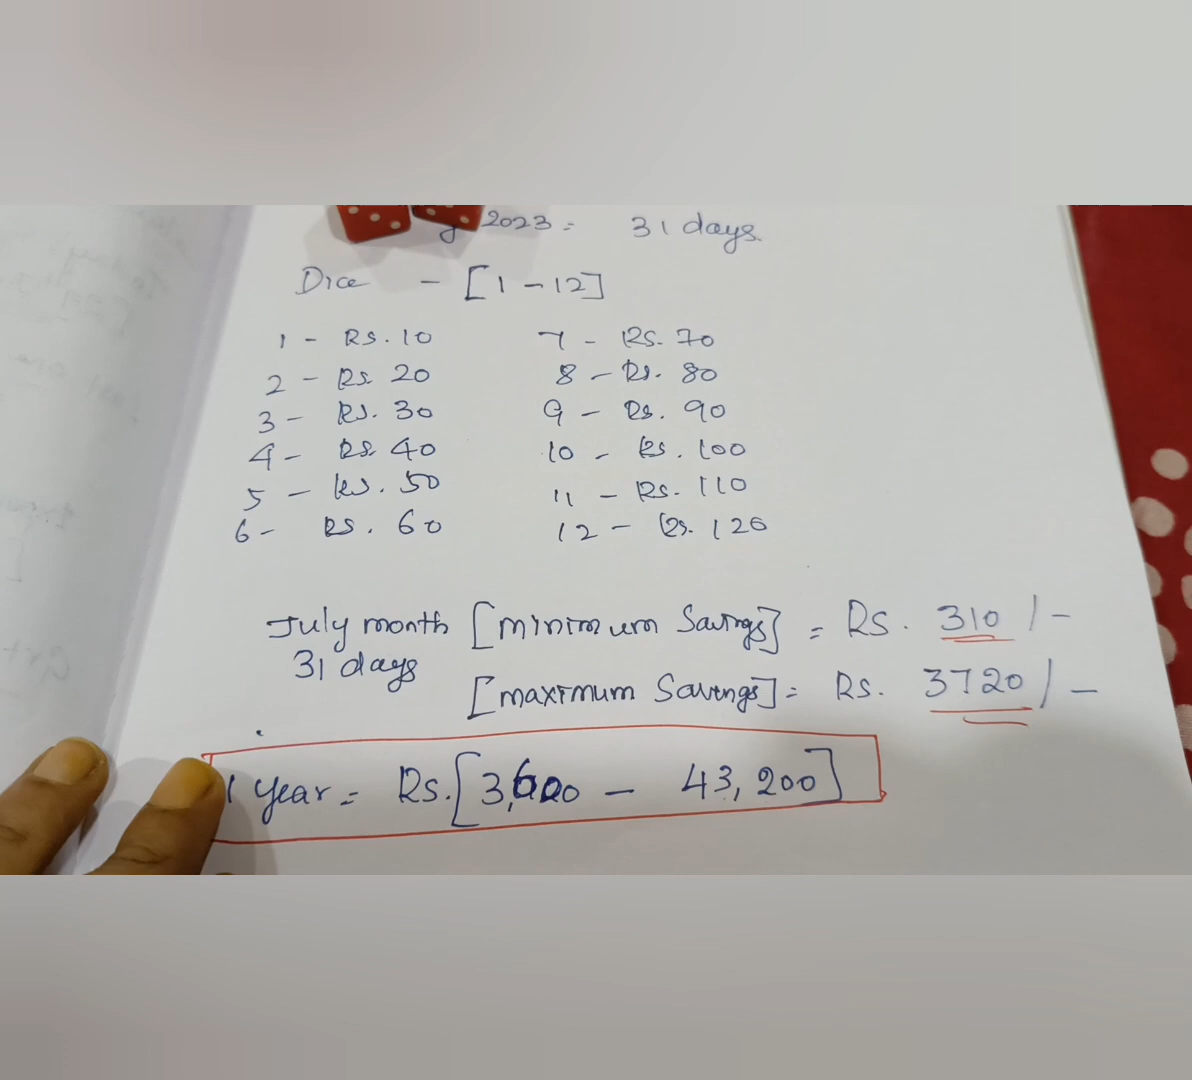 2023 = 31 days
Dice - [1 - 12]
1 - Rs. 10 7 - Rs. 70
2 - Rs. 20 8 - Rs. 80
3 - Rs. 30 9 - Rs. 90
4 - Rs. 40 10 - Rs. 100
5 - Rs. 50 11 - Rs. 110
6 - Rs. 60 12 - Rs. 120
July month [minimum Savings] = Rs. 310/-
31 days
[maximum Savings] = Rs. 3720/-
1 year = Rs. [3,600 - 43,200]